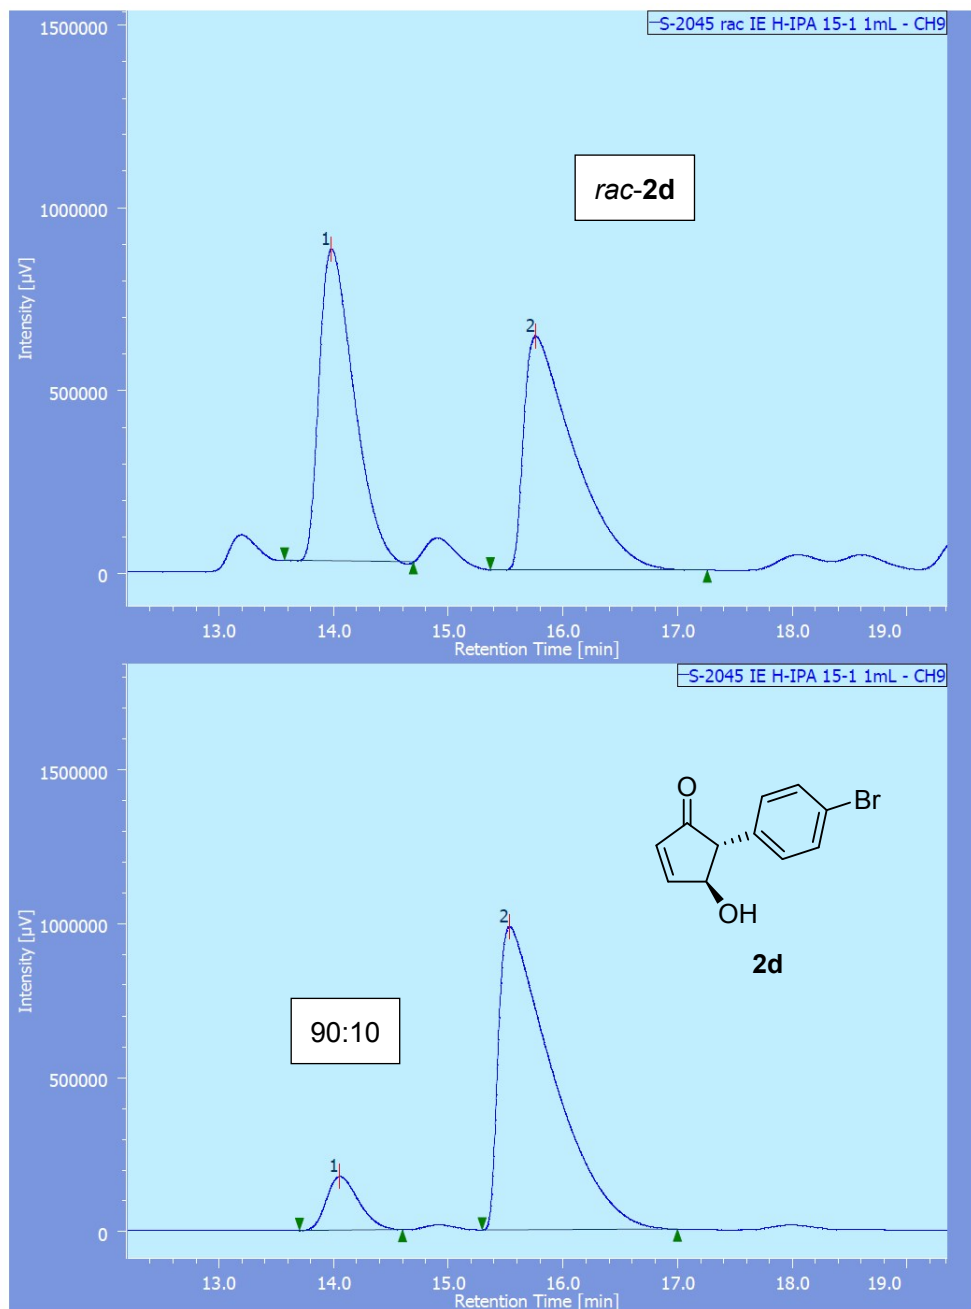 S-2045 rac IE H-IPA 15-1 1mL - CH9
1500000
1000000
500000
0
Intensity [µV]
rac-2d
1
2
13.0 14.0 15.0 16.0 17.0 18.0 19.0
Retention Time [min]
S-2045 IE H-IPA 15-1 1mL - CH9
1500000
1000000
500000
0
Intensity [µV]
O
Br
OH
2d
90:10
1
2
13.0 14.0 15.0 16.0 17.0 18.0 19.0
Retention Time [min]